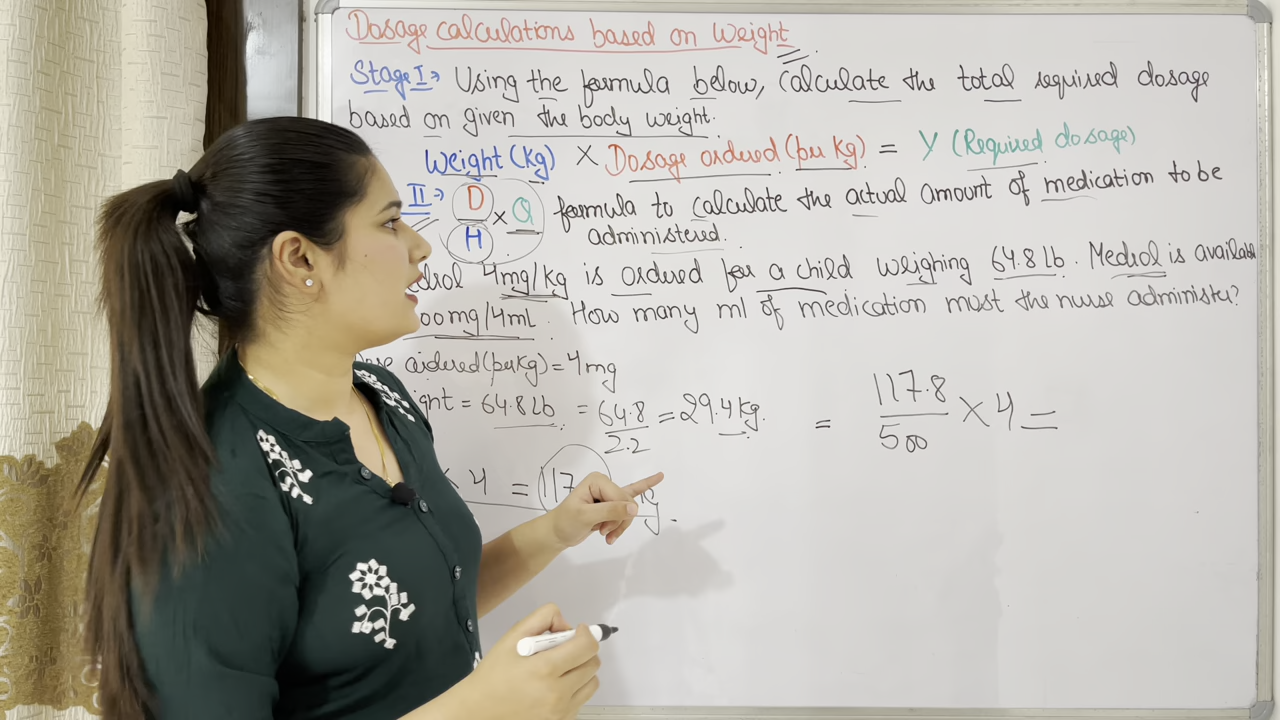 Dosage calculations based on Weight
Stage I:→ Using the formula below, Calculate the total required dosage
based on given the body weight.
Weight (Kg) × Dosage ordered (per Kg) = Y (Required dosage)
II:→ D/H × Q formula to calculate the actual amount of medication to be
administered.
4mg/kg is ordered for a child weighing 64.8 lb. Medrol is available
00mg/4ml. How many ml of medication must the nurse administer?
ordered (per Kg) = 4mg
= 64.8 lb = 64.8/2.2 = 29.4 kg.
× 4 = 117
= 117.8/500 × 4 =